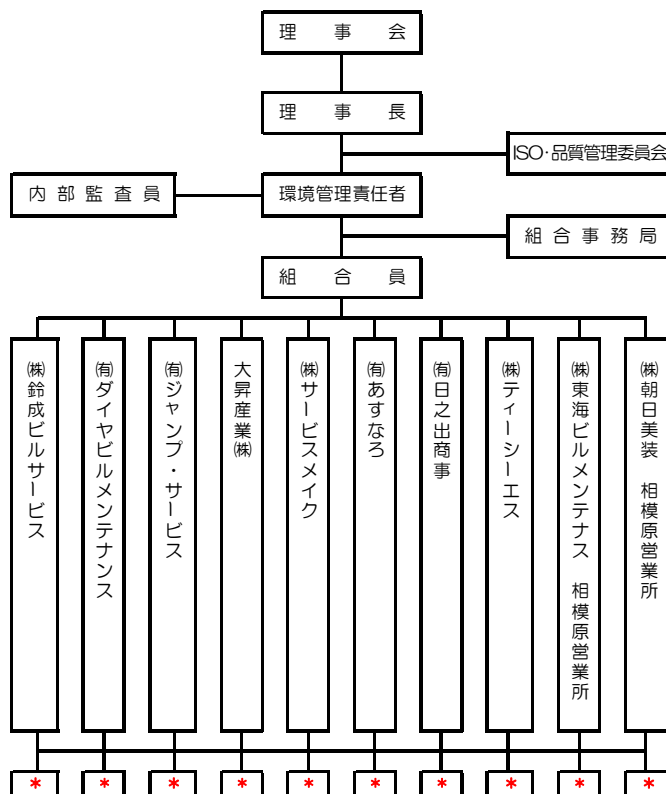 理事会
理事長
ISO・品質管理委員会
内部監査員
環境管理責任者
組合事務局
組合員
㈱鈴成ビルサービス
㈲ダイヤビルメンテナンス
㈲ジャンプ・サービス
大昇産業㈱
㈱サービスメイク
㈲あすなろ
㈲日之出商事
㈱ティーシーエス
㈱東海ビルメンテナス 相模原営業所
㈱朝日美装 相模原営業所
* * * * * * * * * *